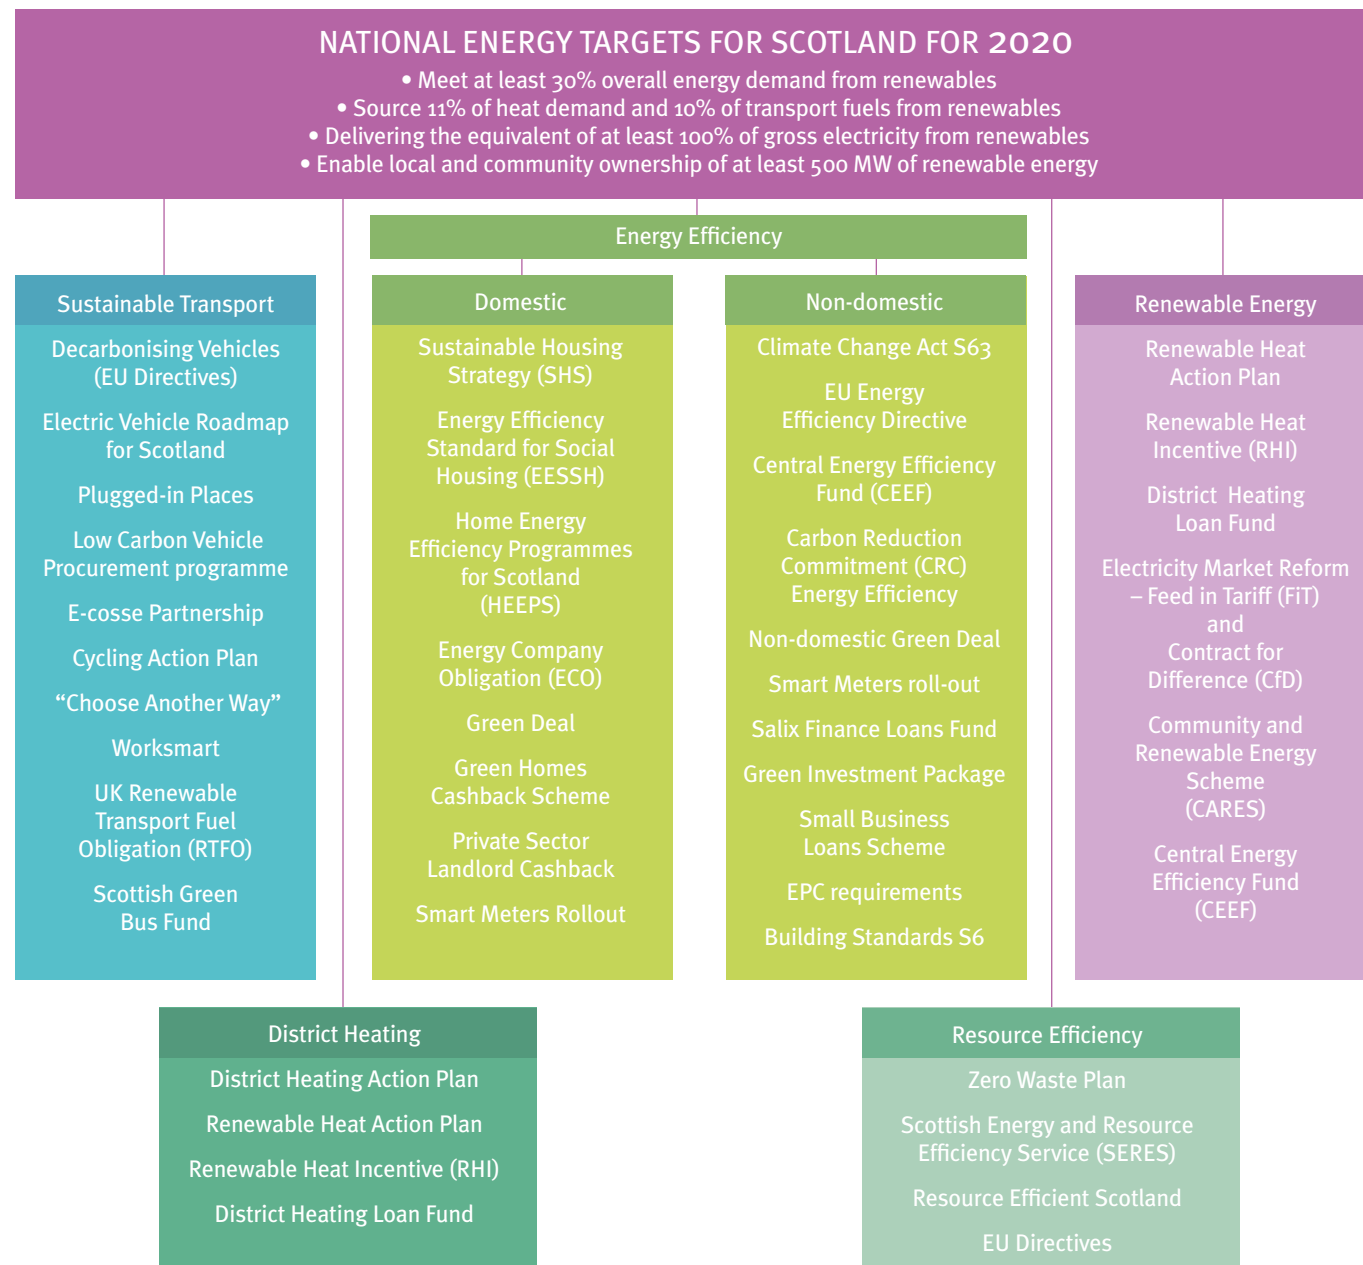 NATIONAL ENERGY TARGETS FOR SCOTLAND FOR 2020
• Meet at least 30% overall energy demand from renewables
• Source 11% of heat demand and 10% of transport fuels from renewables
• Delivering the equivalent of at least 100% of gross electricity from renewables
• Enable local and community ownership of at least 500 MW of renewable energy
Energy Efficiency
Sustainable Transport
Decarbonising Vehicles
(EU Directives)
Electric Vehicle Roadmap
for Scotland
Plugged-in Places
Low Carbon Vehicle
Procurement programme
E-cosse Partnership
Cycling Action Plan
“Choose Another Way”
Worksmart
UK Renewable
Transport Fuel
Obligation (RTFO)
Scottish Green
Bus Fund
Domestic
Sustainable Housing
Strategy (SHS)
Energy Efficiency
Standard for Social
Housing (EESSH)
Home Energy
Efficiency Programmes
for Scotland
(HEEPS)
Energy Company
Obligation (ECO)
Green Deal
Green Homes
Cashback Scheme
Private Sector
Landlord Cashback
Smart Meters Rollout
Non-domestic
Climate Change Act S63
EU Energy
Efficiency Directive
Central Energy Efficiency
Fund (CEEF)
Carbon Reduction
Commitment (CRC)
Energy Efficiency
Non-domestic Green Deal
Smart Meters roll-out
Salix Finance Loans Fund
Green Investment Package
Small Business
Loans Scheme
EPC requirements
Building Standards S6
Renewable Energy
Renewable Heat
Action Plan
Renewable Heat
Incentive (RHI)
District Heating
Loan Fund
Electricity Market Reform
– Feed in Tariff (FiT)
and
Contract for
Difference (CfD)
Community and
Renewable Energy
Scheme
(CARES)
Central Energy
Efficiency Fund
(CEEF)
District Heating
District Heating Action Plan
Renewable Heat Action Plan
Renewable Heat Incentive (RHI)
District Heating Loan Fund
Resource Efficiency
Zero Waste Plan
Scottish Energy and Resource
Efficiency Service (SERES)
Resource Efficient Scotland
EU Directives